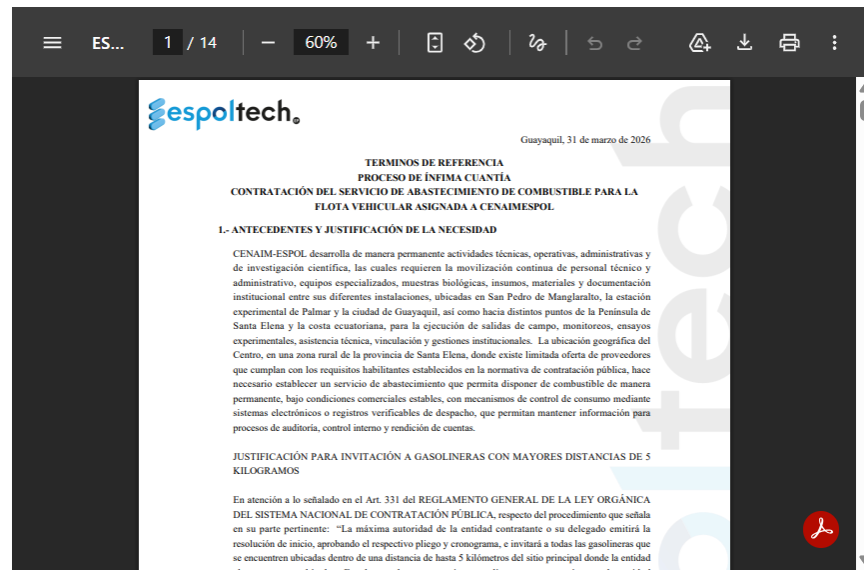 ES... 1 / 14 60%
espoltech
Guayaquil, 31 de marzo de 2026
TERMINOS DE REFERENCIA
PROCESO DE ÍNFIMA CUANTÍA
CONTRATACIÓN DEL SERVICIO DE ABASTECIMIENTO DE COMBUSTIBLE PARA LA
FLOTA VEHICULAR ASIGNADA A CENAIMESPOL
1.- ANTECEDENTES Y JUSTIFICACIÓN DE LA NECESIDAD
CENAIM-ESPOL desarrolla de manera permanente actividades técnicas, operativas, administrativas y
de investigación científica, las cuales requieren la movilización continua de personal técnico y
administrativo, equipos especializados, muestras biológicas, insumos, materiales y documentación
institucional entre sus diferentes instalaciones, ubicadas en San Pedro de Manglaralto, la estación
experimental de Palmar y la ciudad de Guayaquil, así como hacia distintos puntos de la Península de
Santa Elena y la costa ecuatoriana, para la ejecución de salidas de campo, monitoreos, ensayos
experimentales, asistencia técnica, vinculación y gestiones institucionales. La ubicación geográfica del
Centro, en una zona rural de la provincia de Santa Elena, donde existe limitada oferta de proveedores
que cumplan con los requisitos habilitantes establecidos en la normativa de contratación pública, hace
necesario establecer un servicio de abastecimiento que permita disponer de combustible de manera
permanente, bajo condiciones comerciales estables, con mecanismos de control de consumo mediante
sistemas electrónicos o registros verificables de despacho, que permitan mantener información para
procesos de auditoría, control interno y rendición de cuentas.
JUSTIFICACIÓN PARA INVITACIÓN A GASOLINERAS CON MAYORES DISTANCIAS DE 5
KILOGRAMOS
En atención a lo señalado en el Art. 331 del REGLAMENTO GENERAL DE LA LEY ORGÁNICA
DEL SISTEMA NACIONAL DE CONTRATACIÓN PÚBLICA, respecto del procedimiento que señala
en su parte pertinente: “La máxima autoridad de la entidad contratante o su delegado emitirá la
resolución de inicio, aprobando el respectivo pliego y cronograma, e invitará a todas las gasolineras que
se encuentren ubicadas dentro de una distancia de hasta 5 kilómetros del sitio principal donde la entidad